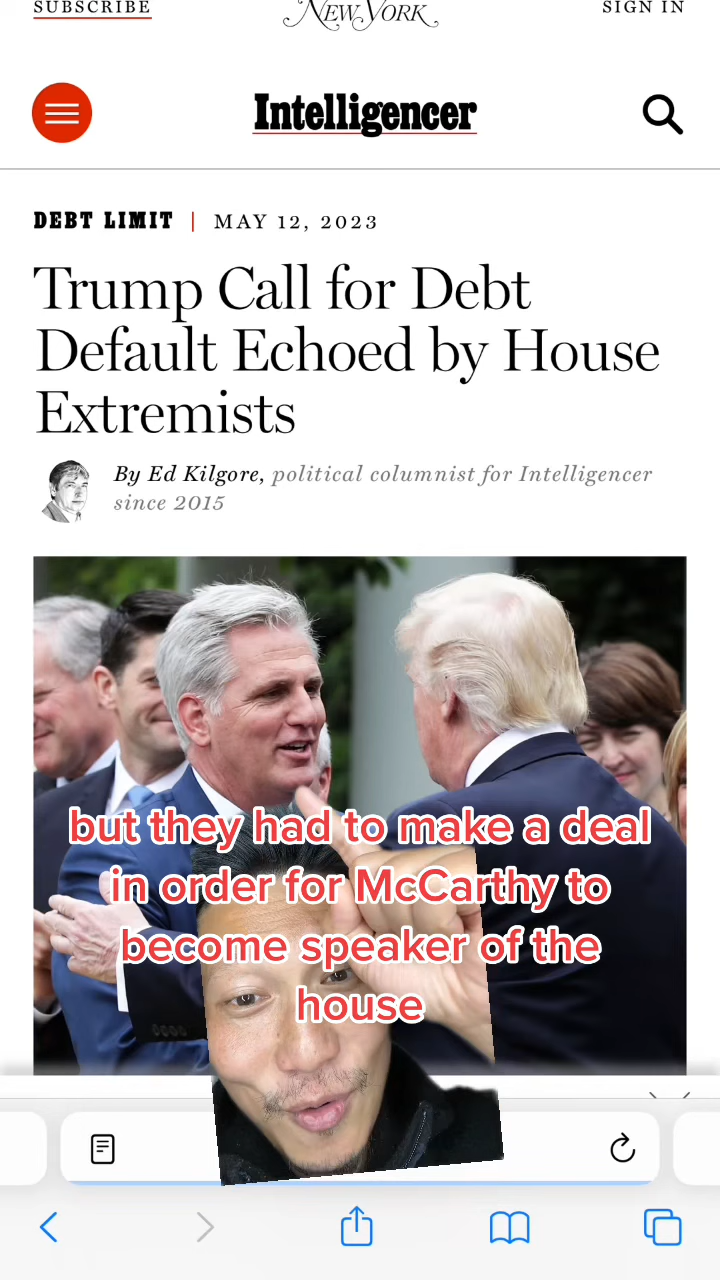 SUBSCRIBE
NEW YORK
SIGN IN
Intelligencer
DEBT LIMIT | MAY 12, 2023
Trump Call for Debt
Default Echoed by House
Extremists
By Ed Kilgore, political columnist for Intelligencer
since 2015
but they had to make a deal
in order for McCarthy to
become speaker of the
house